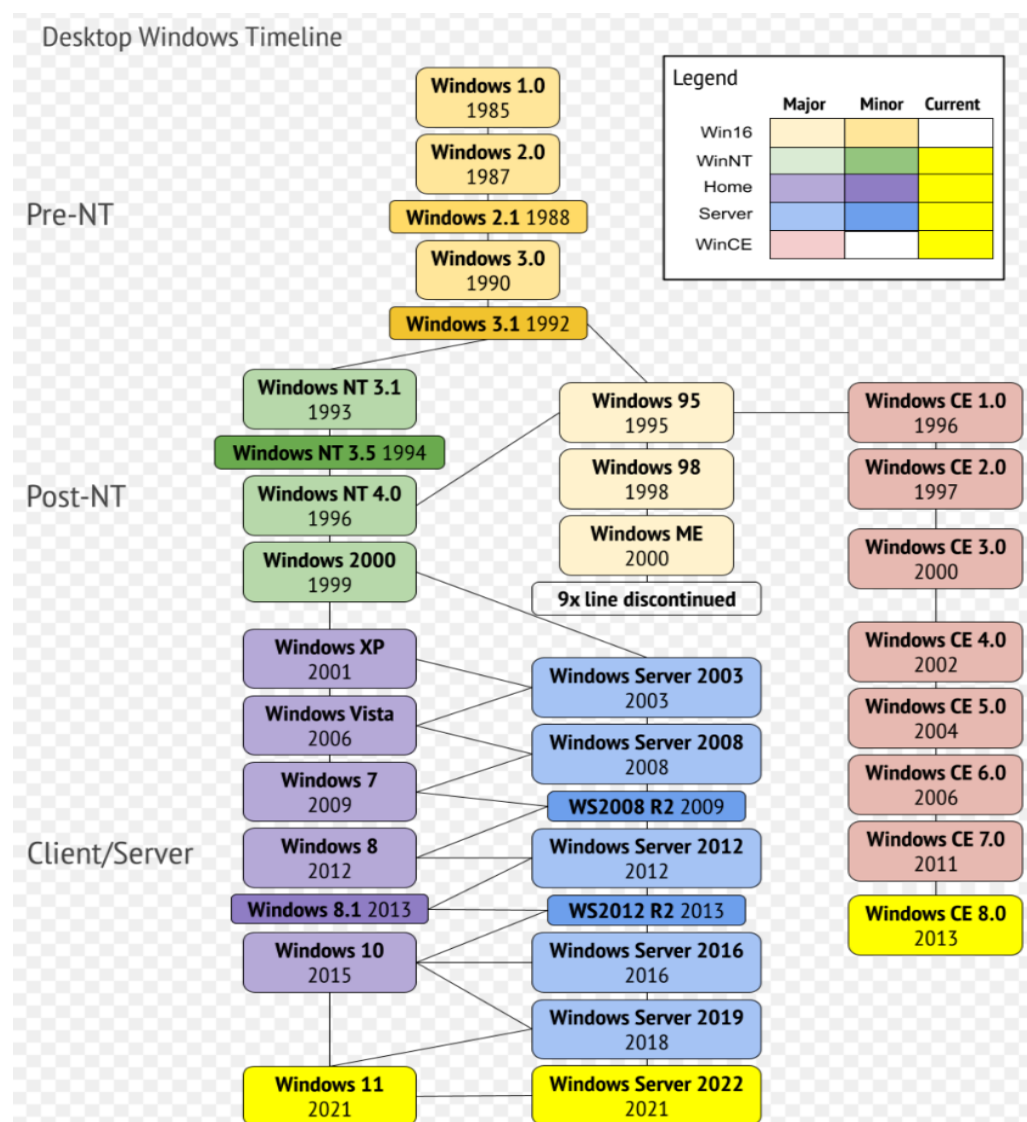 Desktop Windows Timeline
Legend
Major Minor Current
Win16
WinNT
Home
Server
WinCE
Windows 1.0
1985
Windows 2.0
1987
Pre-NT
Windows 2.1 1988
Windows 3.0
1990
Windows 3.1 1992
Windows NT 3.1
1993
Windows NT 3.5 1994
Post-NT
Windows NT 4.0
1996
Windows 2000
1999
Windows 95
1995
Windows 98
1998
Windows ME
2000
9x line discontinued
Windows CE 1.0
1996
Windows CE 2.0
1997
Windows CE 3.0
2000
Windows CE 4.0
2002
Windows CE 5.0
2004
Windows CE 6.0
2006
Windows CE 7.0
2011
Windows CE 8.0
2013
Client/Server
Windows XP
2001
Windows Vista
2006
Windows 7
2009
Windows 8
2012
Windows 8.1 2013
Windows 10
2015
Windows 11
2021
Windows Server 2003
2003
Windows Server 2008
2008
WS2008 R2 2009
Windows Server 2012
2012
WS2012 R2 2013
Windows Server 2016
2016
Windows Server 2019
2018
Windows Server 2022
2021